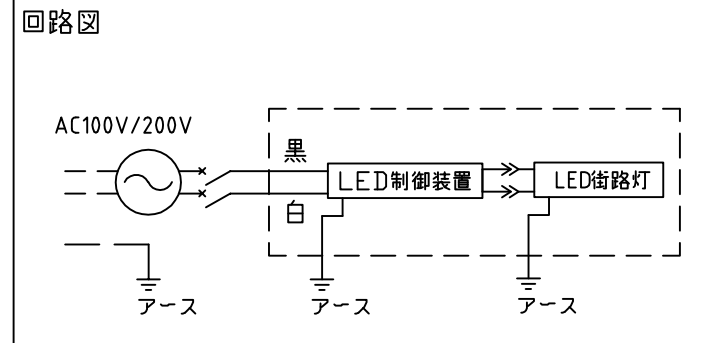 回路図
AC100V/200V
黒
白
LED制御装置
LED街路灯
アース
アース
アース